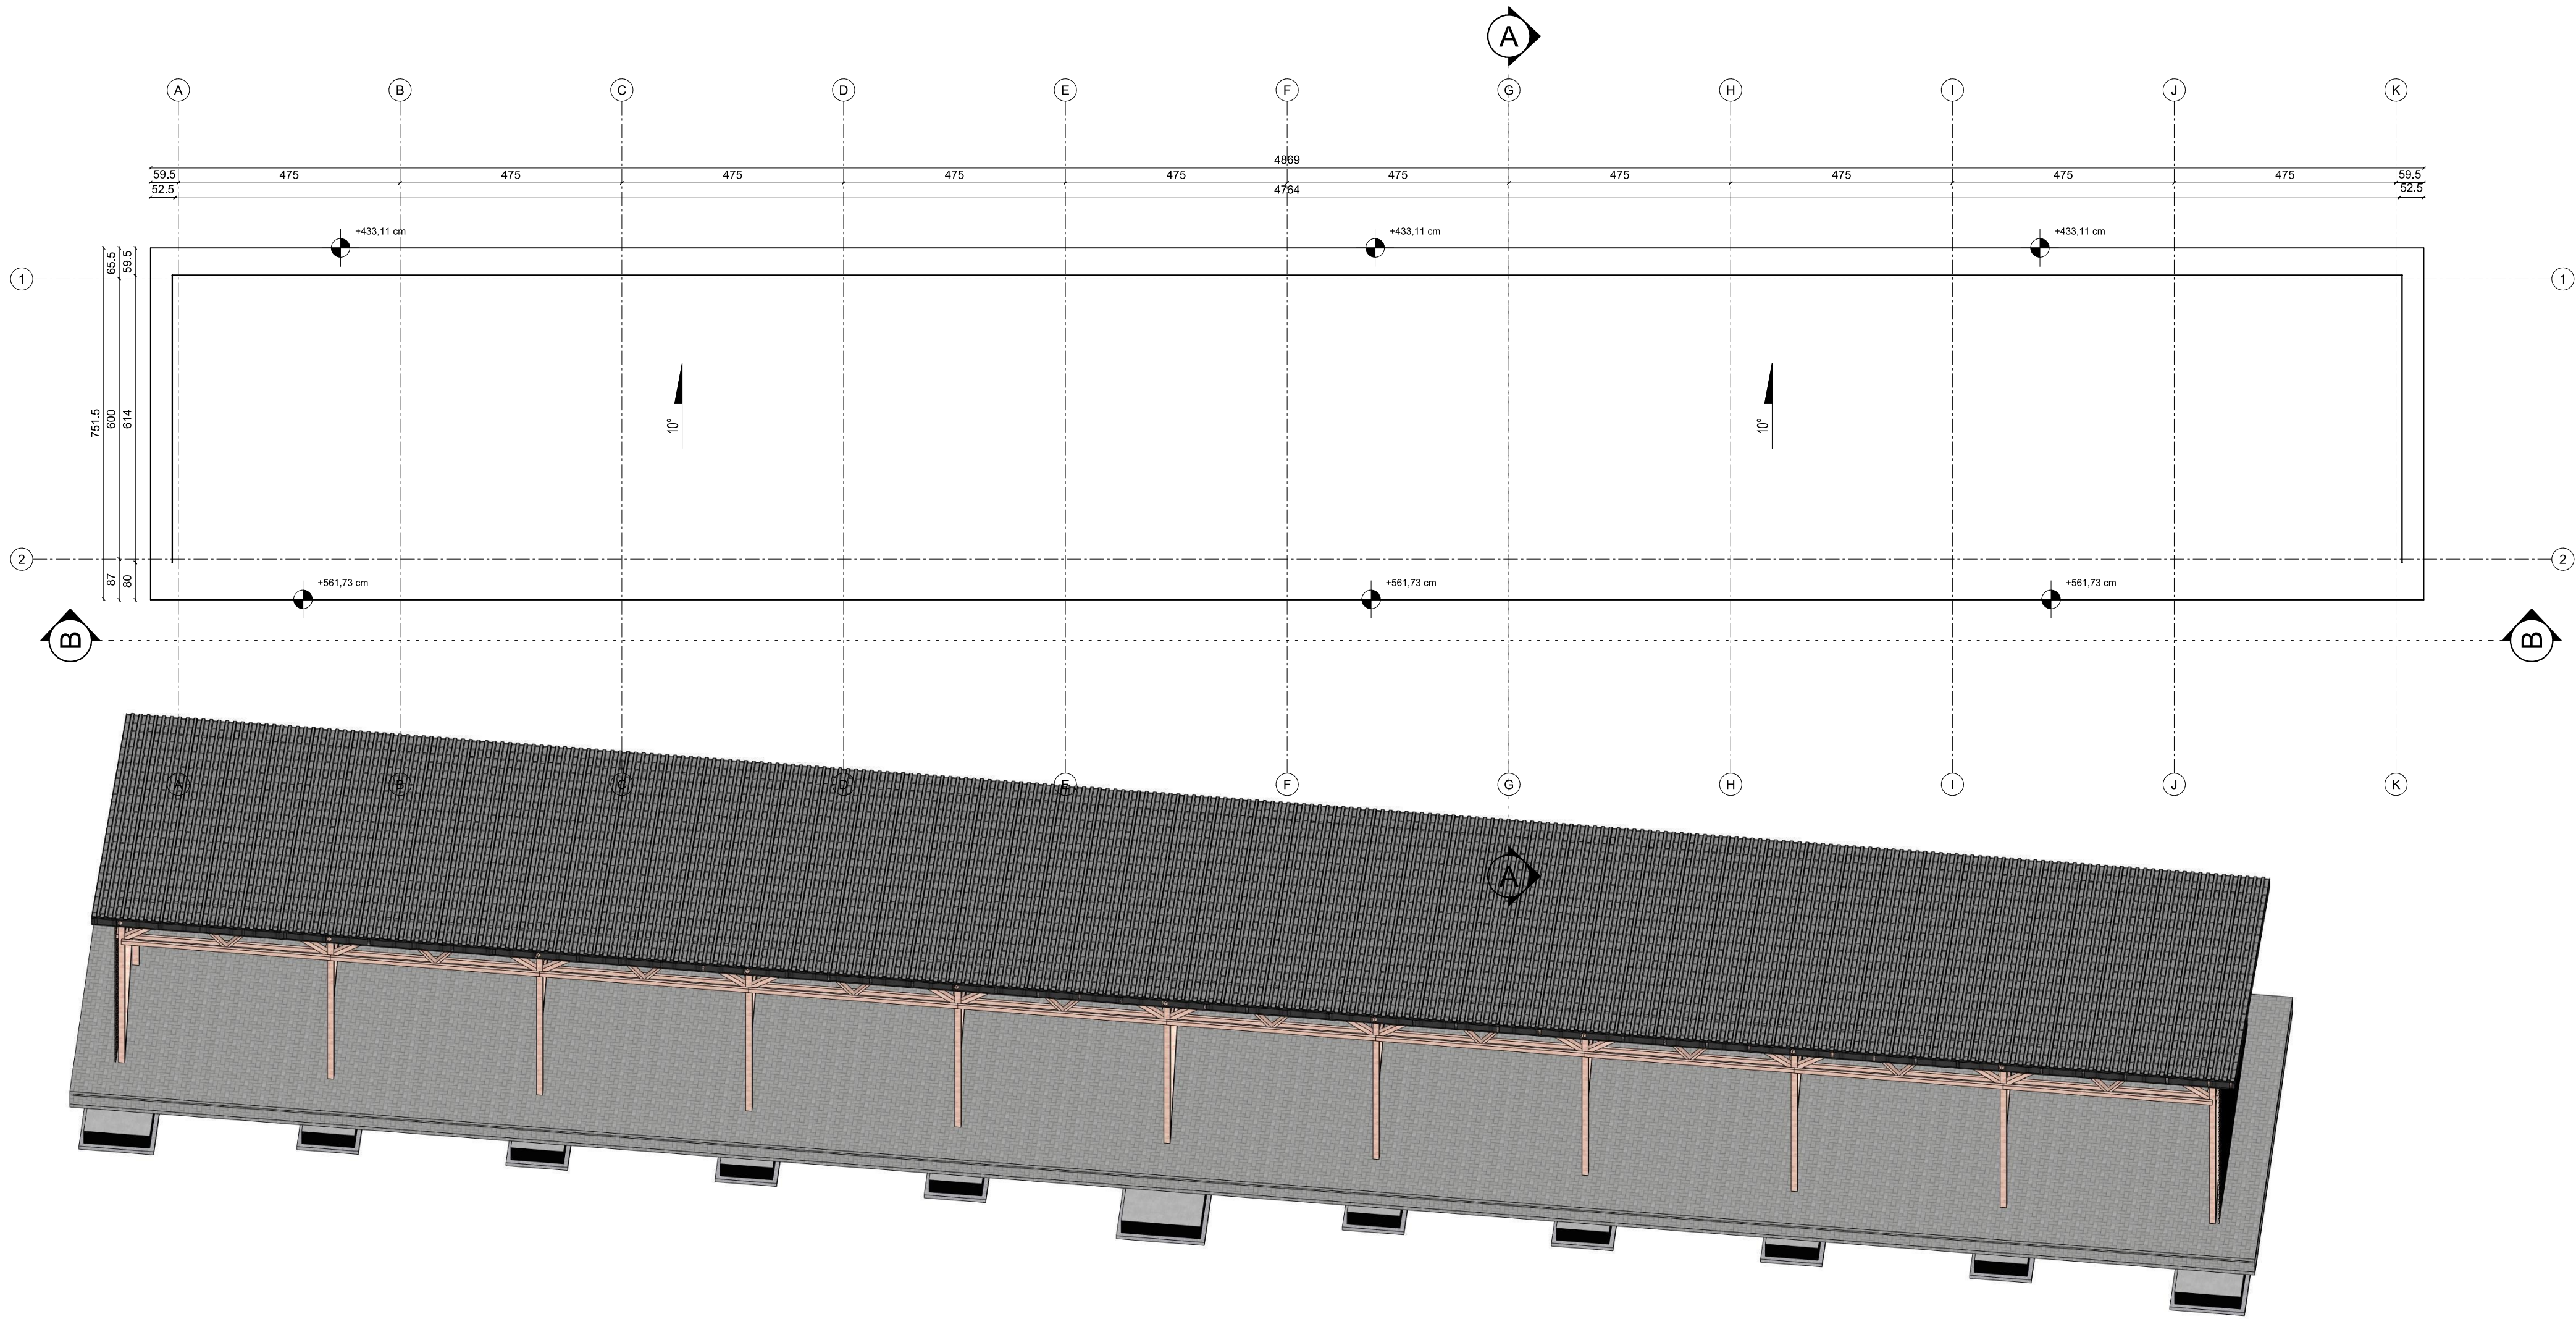 A
A B C D E F G H I J K
4869
59.5 475 475 475 475 475 475 475 475 475 475 59.5
52.5 4764 52.5
+433,11 cm +433,11 cm +433,11 cm
65.5 59.5
1 1
751.5 600 614
10° 10°
2 2
87 80
+561,73 cm +561,73 cm +561,73 cm
B B
A B C D E F G H I J K
A